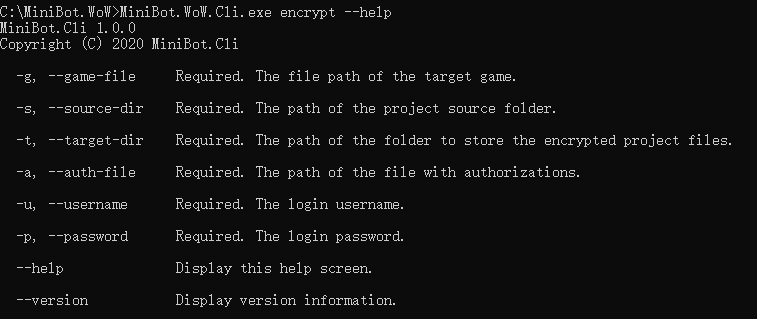 C:\MiniBot.WoW>MiniBot.WoW.Cli.exe encrypt --help
MiniBot.Cli 1.0.0
Copyright (C) 2020 MiniBot.Cli
-g, --game-file Required. The file path of the target game.
-s, --source-dir Required. The path of the project source folder.
-t, --target-dir Required. The path of the folder to store the encrypted project files.
-a, --auth-file Required. The path of the file with authorizations.
-u, --username Required. The login username.
-p, --password Required. The login password.
--help Display this help screen.
--version Display version information.